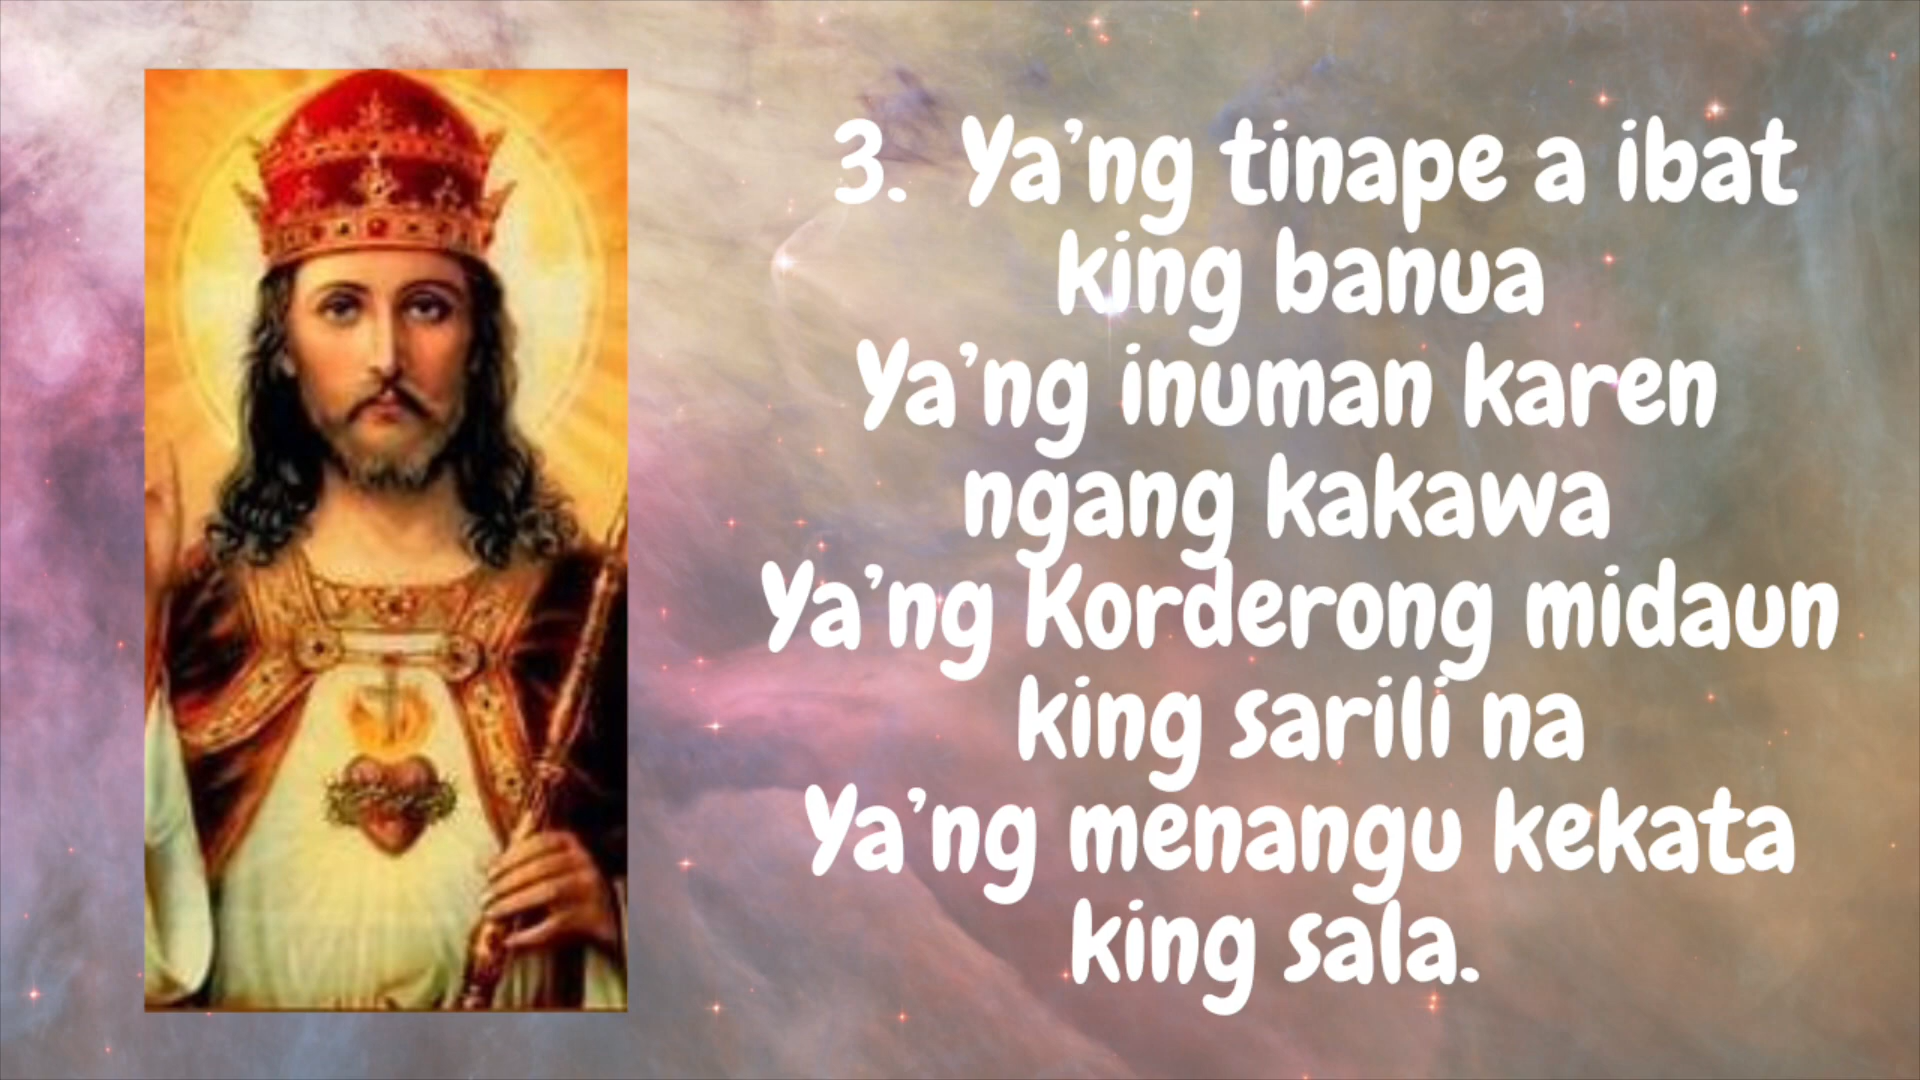 3. Ya’ng tinape a ibat
king banua
Ya’ng inuman karen
ngang kakawa
Ya’ng Korderong midaun
king sarili na
Ya’ng menangu kekata
king sala.